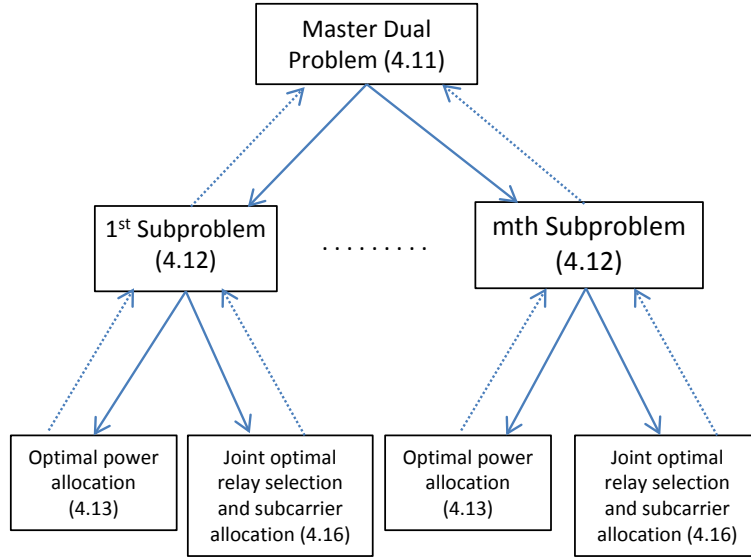 Master Dual
Problem (4.11)
1st Subproblem
(4.12)
. . . . . . . . .
mth Subproblem
(4.12)
Optimal power
allocation
(4.13)
Joint optimal
relay selection
and subcarrier
allocation (4.16)
Optimal power
allocation
(4.13)
Joint optimal
relay selection
and subcarrier
allocation (4.16)